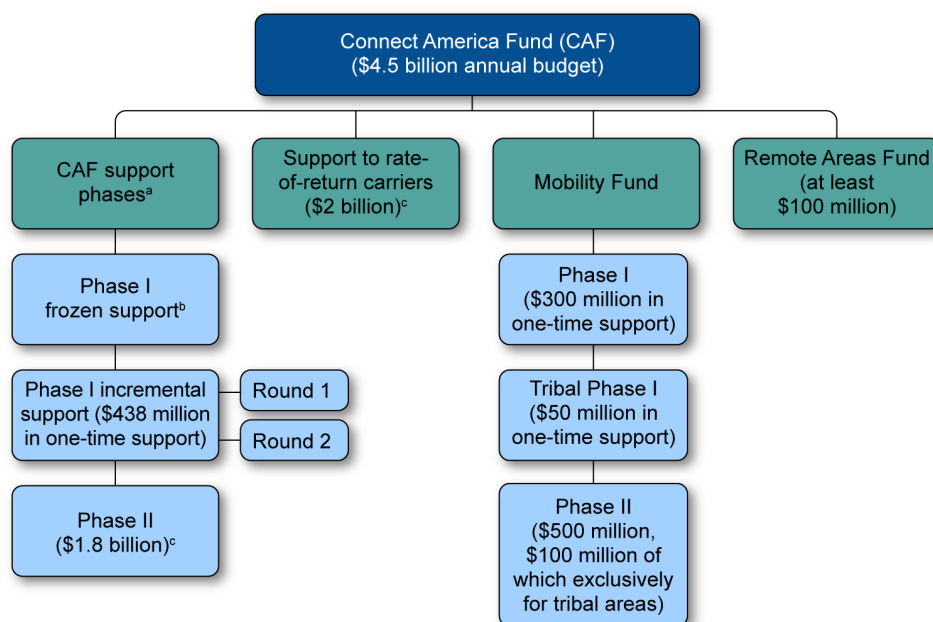 Connect America Fund (CAF)
($4.5 billion annual budget)
CAF support
phasesᵃ
Support to rate-
of-return carriers
($2 billion)ᶜ
Mobility Fund
Remote Areas Fund
(at least
$100 million)
Phase I
frozen supportᵇ
Phase I incremental
support ($438 million
in one-time support)
Round 1
Round 2
Phase II
($1.8 billion)ᶜ
Phase I
($300 million in
one-time support)
Tribal Phase I
($50 million in
one-time support)
Phase II
($500 million,
$100 million of
which exclusively
for tribal areas)